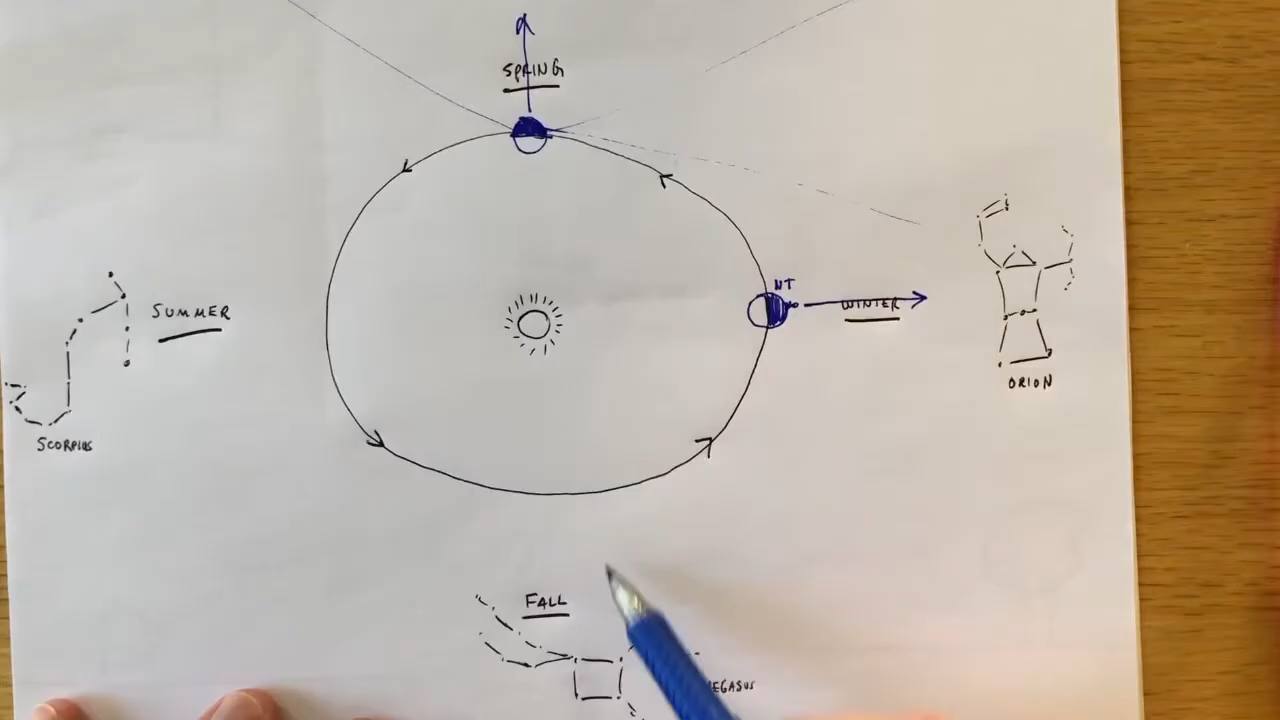 SPRING
NT
WINTER
SUMMER
ORION
SCORPIUS
FALL